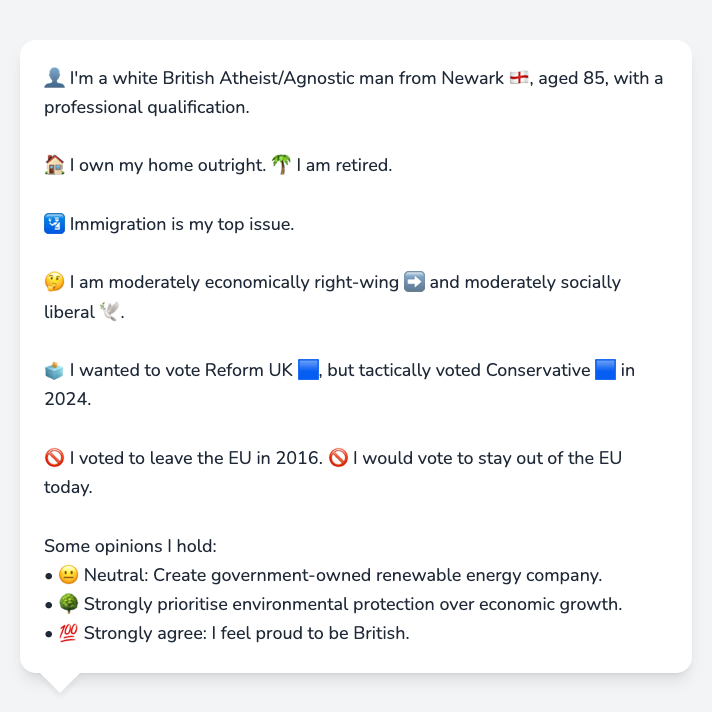 👤 I'm a white British Atheist/Agnostic man from Newark 🏴󠁧󠁢󠁥󠁮󠁧󠁿, aged 85, with a
professional qualification.
🏠 I own my home outright. 🌴 I am retired.
🛂 Immigration is my top issue.
🤔 I am moderately economically right-wing ➡️ and moderately socially
liberal 🕊️.
🗳️ I wanted to vote Reform UK 🟦, but tactically voted Conservative 🟦 in
2024.
🚫 I voted to leave the EU in 2016. 🚫 I would vote to stay out of the EU
today.
Some opinions I hold:
• 😐 Neutral: Create government-owned renewable energy company.
• 🌳 Strongly prioritise environmental protection over economic growth.
• 💯 Strongly agree: I feel proud to be British.